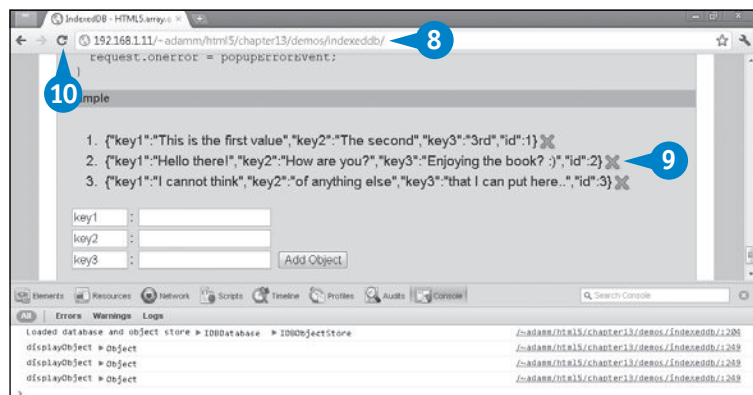 IndexedDB - HTML5.array.c ×
192.168.1.11/~adamm/html5/chapter13/demos/indexeddb/
8
request.onerror = popupErrorEvent;
}
10
mple
1. {"key1":"This is the first value","key2":"The second","key3":"3rd","id":1}
2. {"key1":"Hello there!","key2":"How are you?","key3":"Enjoying the book? :)","id":2}
9
3. {"key1":"I cannot think","key2":"of anything else","key3":"that I can put here..","id":3}
key1 :
key2 :
key3 : Add Object
Elements Resources Network Scripts Timeline Profiles Audits Console Search Console
All Errors Warnings Logs
Loaded database and object store ▶ IDBDatabase ▶ IDBObjectStore /~adamm/html5/chapter13/demos/indexeddb/:204
displayObject ▶ Object /~adamm/html5/chapter13/demos/indexeddb/:249
displayObject ▶ Object /~adamm/html5/chapter13/demos/indexeddb/:249
displayObject ▶ Object /~adamm/html5/chapter13/demos/indexeddb/:249
>